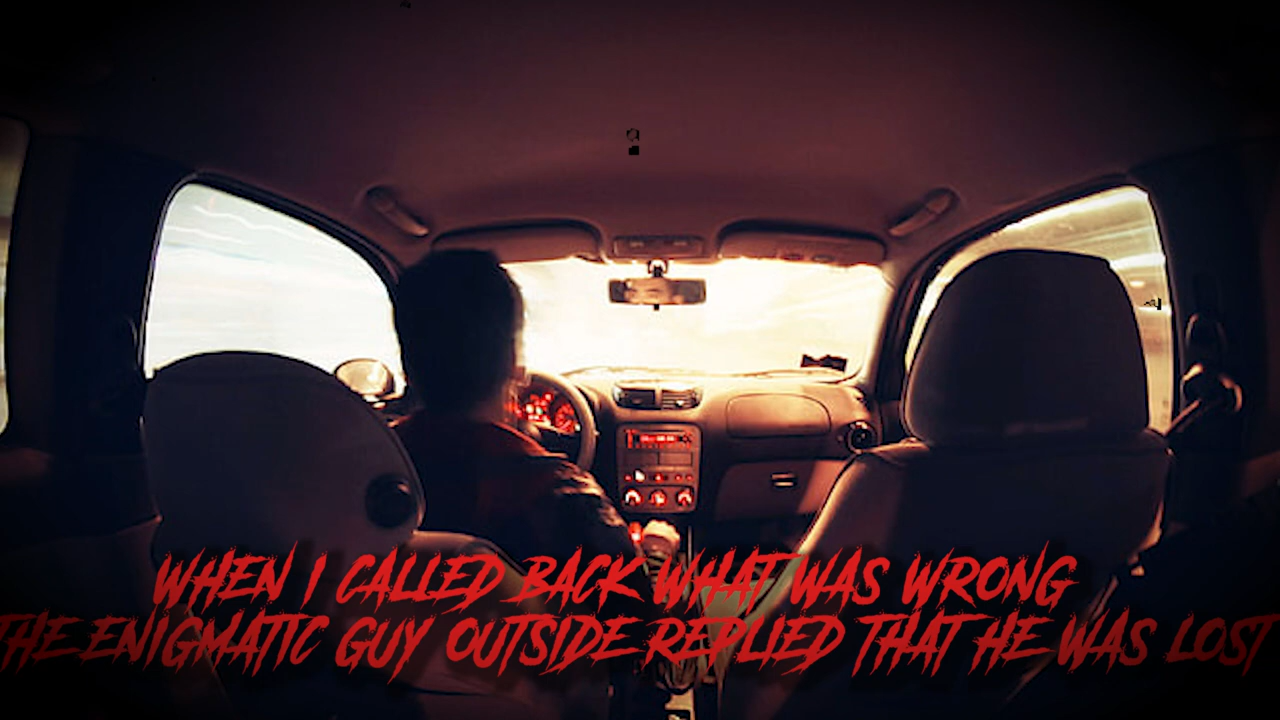 WHEN I CALLED BACK WHAT WAS WRONG
THE ENIGMATIC GUY OUTSIDE REPLIED THAT HE WAS LOST